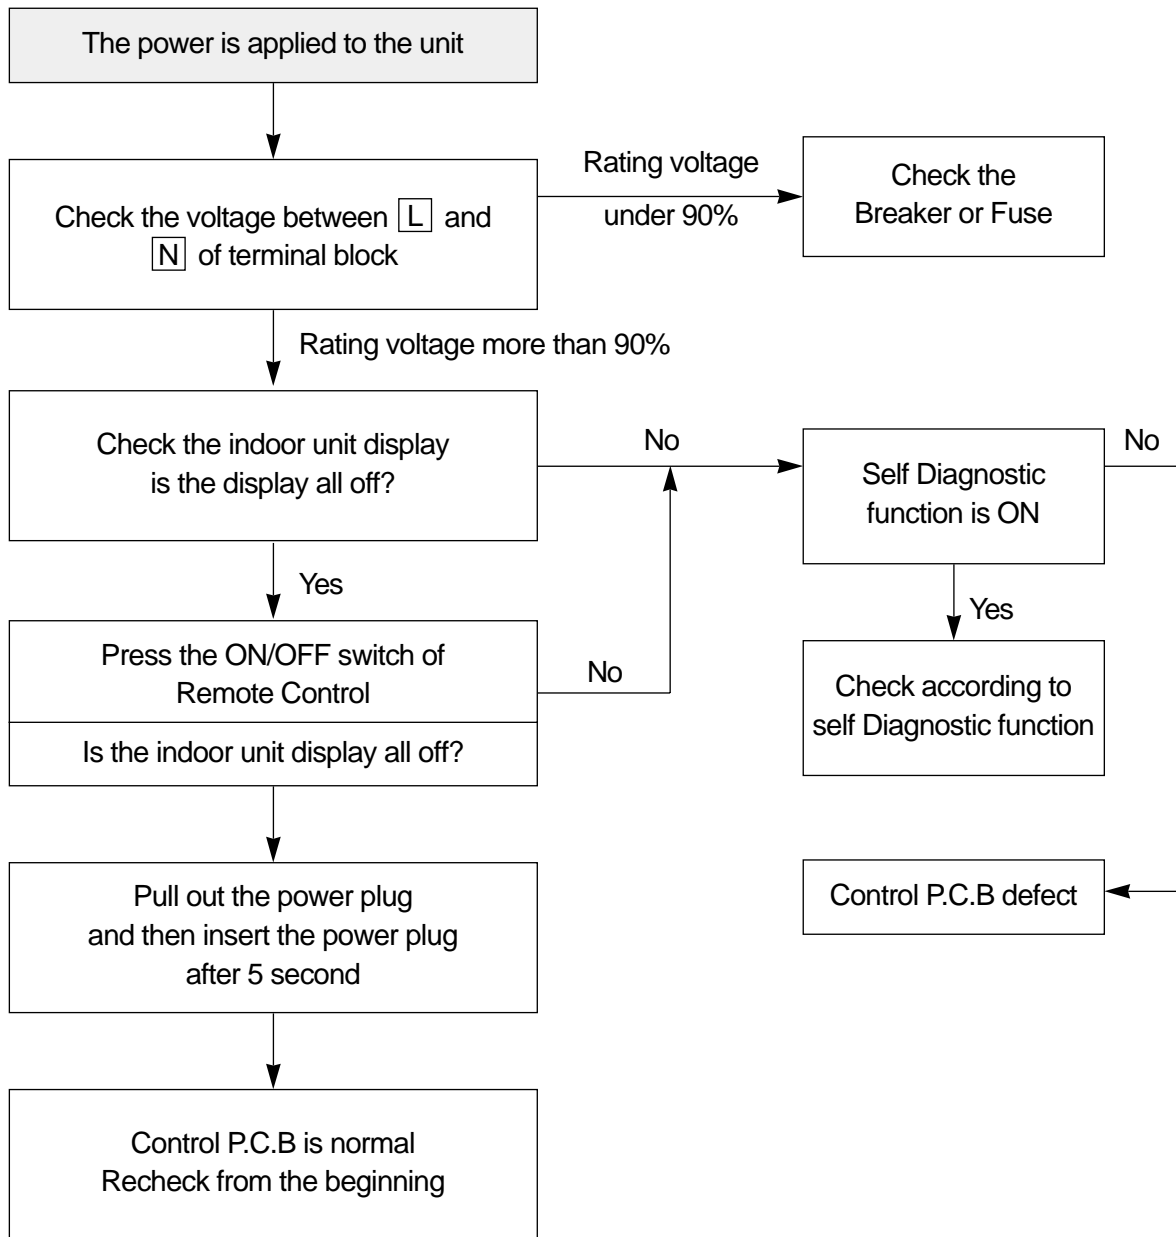 The power is applied to the unit
Check the voltage between L and
N of terminal block
Rating voltage
under 90%
Check the
Breaker or Fuse
Rating voltage more than 90%
Check the indoor unit display
is the display all off?
No
Self Diagnostic
function is ON
No
Yes
Yes
Press the ON/OFF switch of
Remote Control
No
Is the indoor unit display all off?
Check according to
self Diagnostic function
Pull out the power plug
and then insert the power plug
after 5 second
Control P.C.B defect
Control P.C.B is normal
Recheck from the beginning